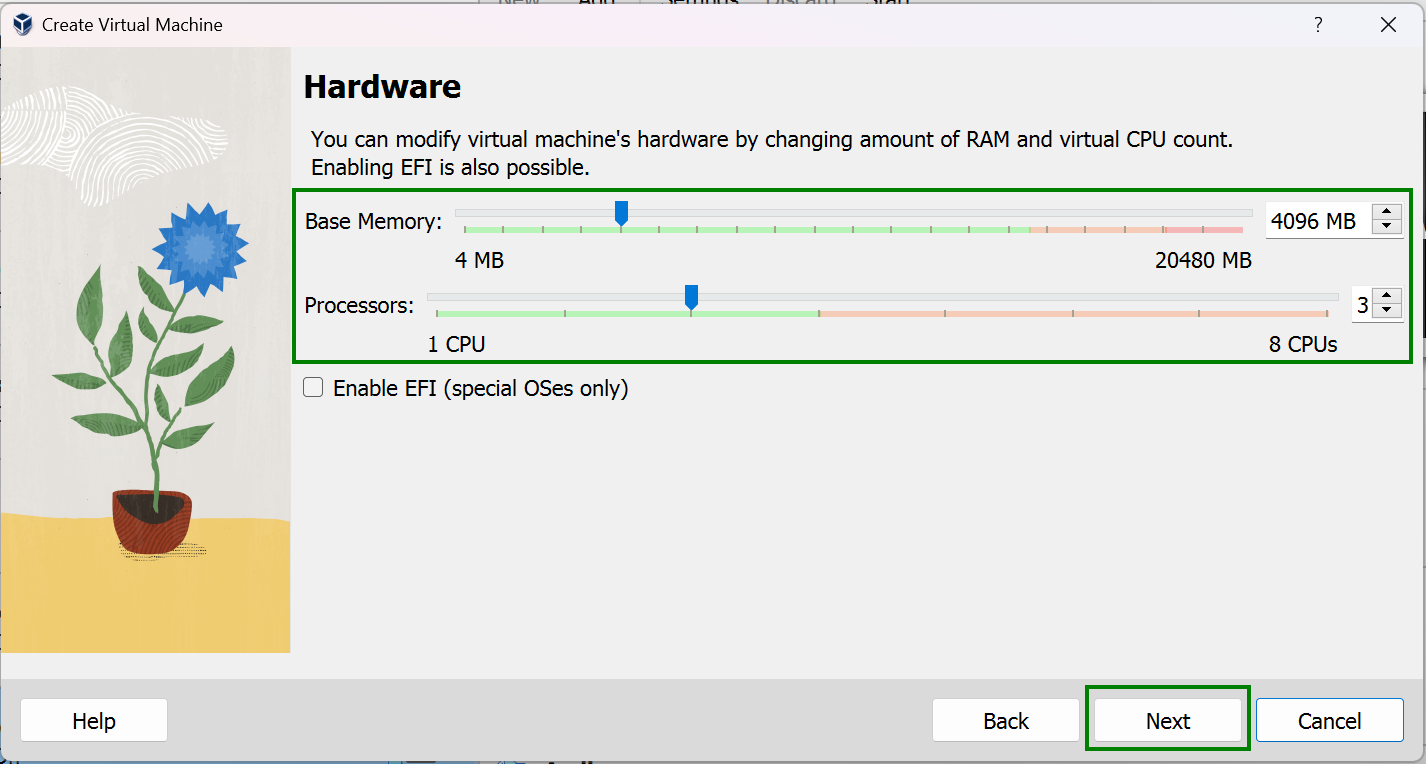 Create Virtual Machine
?
Hardware
You can modify virtual machine's hardware by changing amount of RAM and virtual CPU count.
Enabling EFI is also possible.
Base Memory:
4096 MB
4 MB
20480 MB
Processors:
3
1 CPU
8 CPUs
Enable EFI (special OSes only)
Help
Back
Next
Cancel